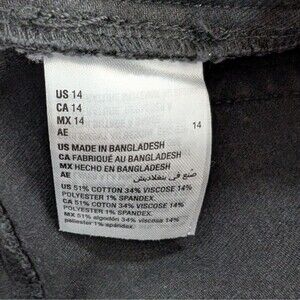 US 14
CA 14
MX 14
AE 14
US MADE IN BANGLADESH
CA FABRIQUÉ AU BANGLADESH
MX HECHO EN BANGLADESH
AE صنع في بنغلاديش
US 51% COTTON 34% VISCOSE 14%
POLYESTER 1% SPANDEX.
CA 51% COTTON 34% VISCOSE 14%
POLYESTER 1% SPANDEX.
MX 51% algodón 34% viscosa 14%
poliéster 1% spándex.